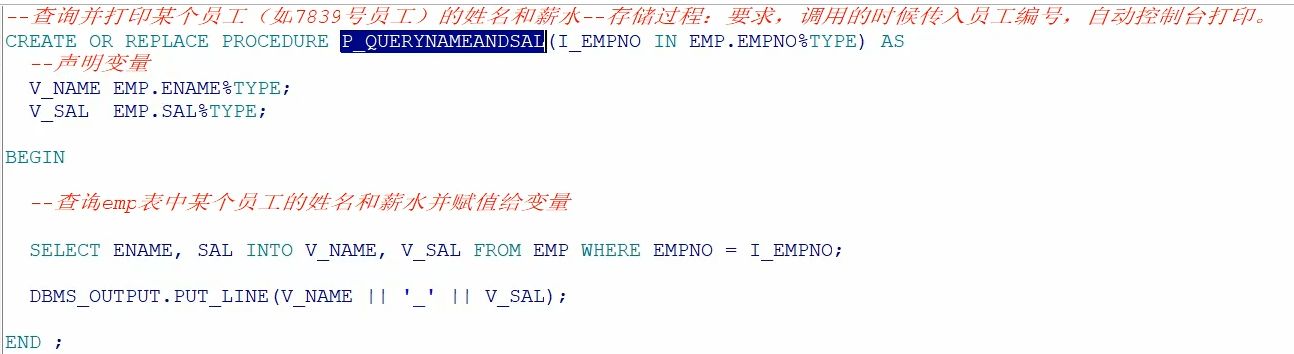 --查询并打印某个员工（如7839号员工）的姓名和薪水--存储过程：要求，调用的时候传入员工编号，自动控制台打印。
CREATE OR REPLACE PROCEDURE P_QUERYNAMEANDSAL(I_EMPNO IN EMP.EMPNO%TYPE) AS
--声明变量
V_NAME EMP.ENAME%TYPE;
V_SAL  EMP.SAL%TYPE;
BEGIN
--查询emp表中某个员工的姓名和薪水并赋值给变量
SELECT ENAME, SAL INTO V_NAME, V_SAL FROM EMP WHERE EMPNO = I_EMPNO;
DBMS_OUTPUT.PUT_LINE(V_NAME || '_' || V_SAL);
END ;